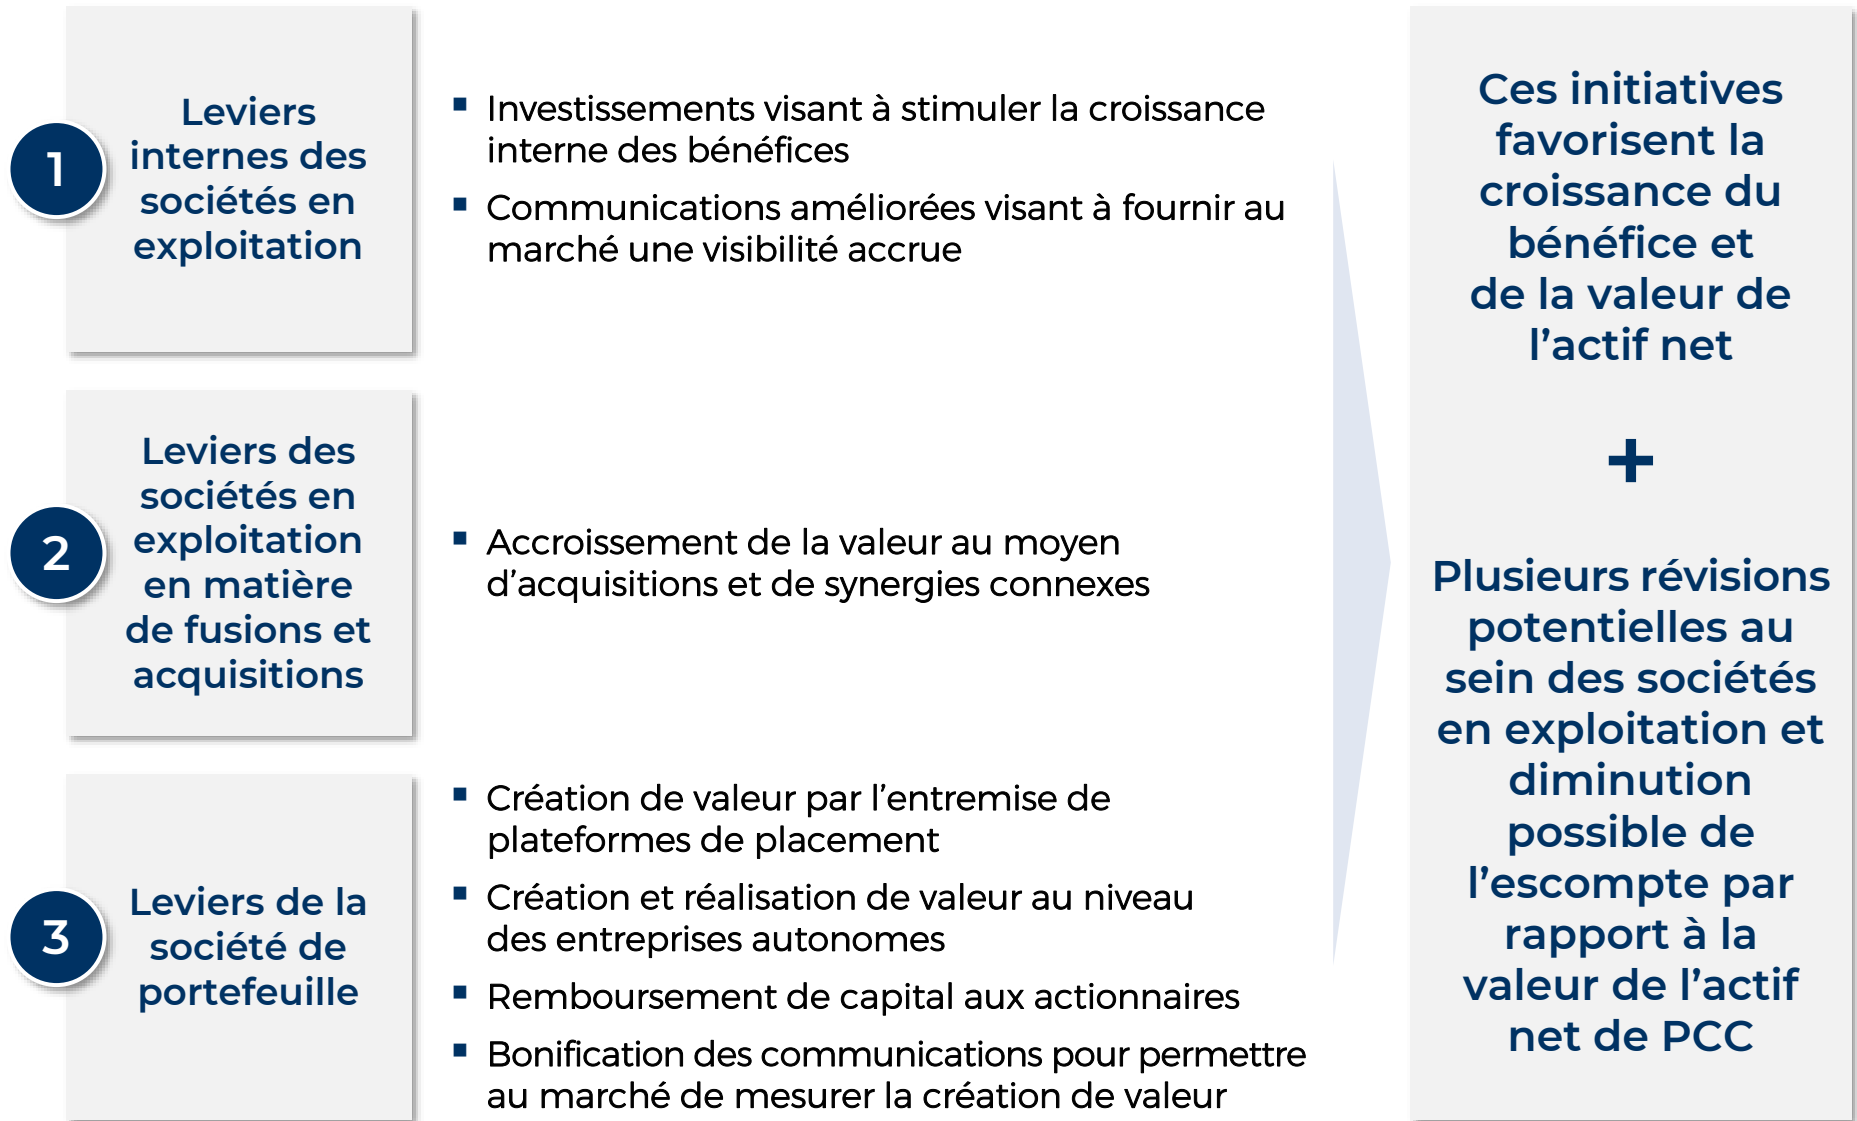 1
Leviers
internes des
sociétés en
exploitation
▪ Investissements visant à stimuler la croissance
interne des bénéfices
▪ Communications améliorées visant à fournir au
marché une visibilité accrue
2
Leviers des
sociétés en
exploitation
en matière
de fusions et
acquisitions
▪ Accroissement de la valeur au moyen
d’acquisitions et de synergies connexes
3
Leviers de la
société de
portefeuille
▪ Création de valeur par l’entremise de
plateformes de placement
▪ Création et réalisation de valeur au niveau
des entreprises autonomes
▪ Remboursement de capital aux actionnaires
▪ Bonification des communications pour permettre
au marché de mesurer la création de valeur
Ces initiatives
favorisent la
croissance du
bénéfice et
de la valeur de
l’actif net
+
Plusieurs révisions
potentielles au
sein des sociétés
en exploitation et
diminution
possible de
l’escompte par
rapport à la
valeur de l’actif
net de PCC